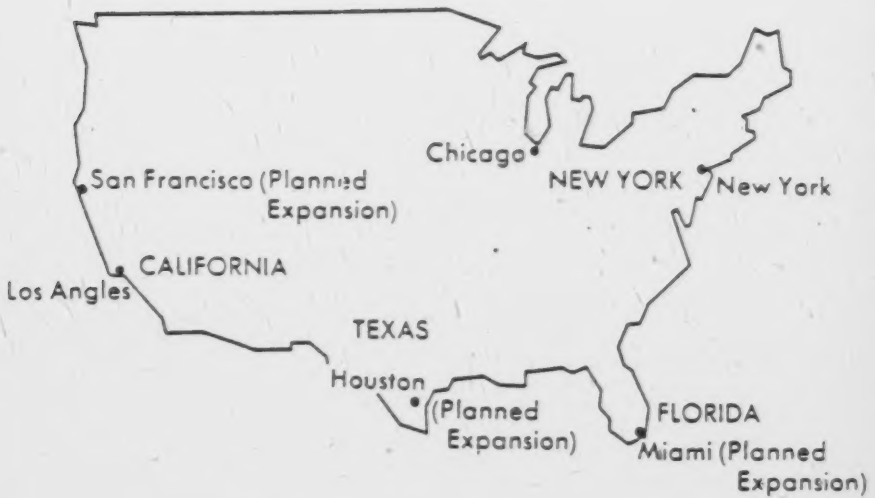 Chicago
NEW YORK
New York
San Francisco (Planned
Expansion)
CALIFORNIA
Los Angles
TEXAS
Houston
(Planned
Expansion)
FLORIDA
Miami (Planned
Expansion)